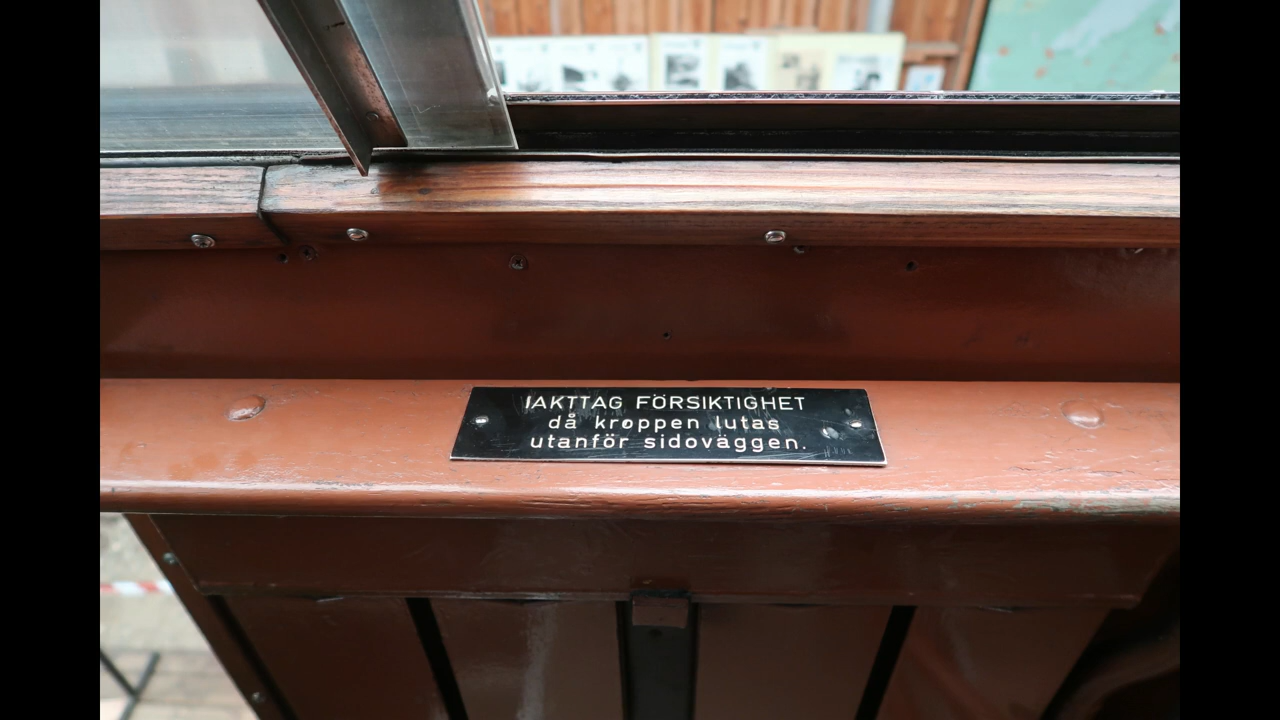 IAKTTAG FÖRSIKTIGHET
då kroppen lutas
utanför sidoväggen.